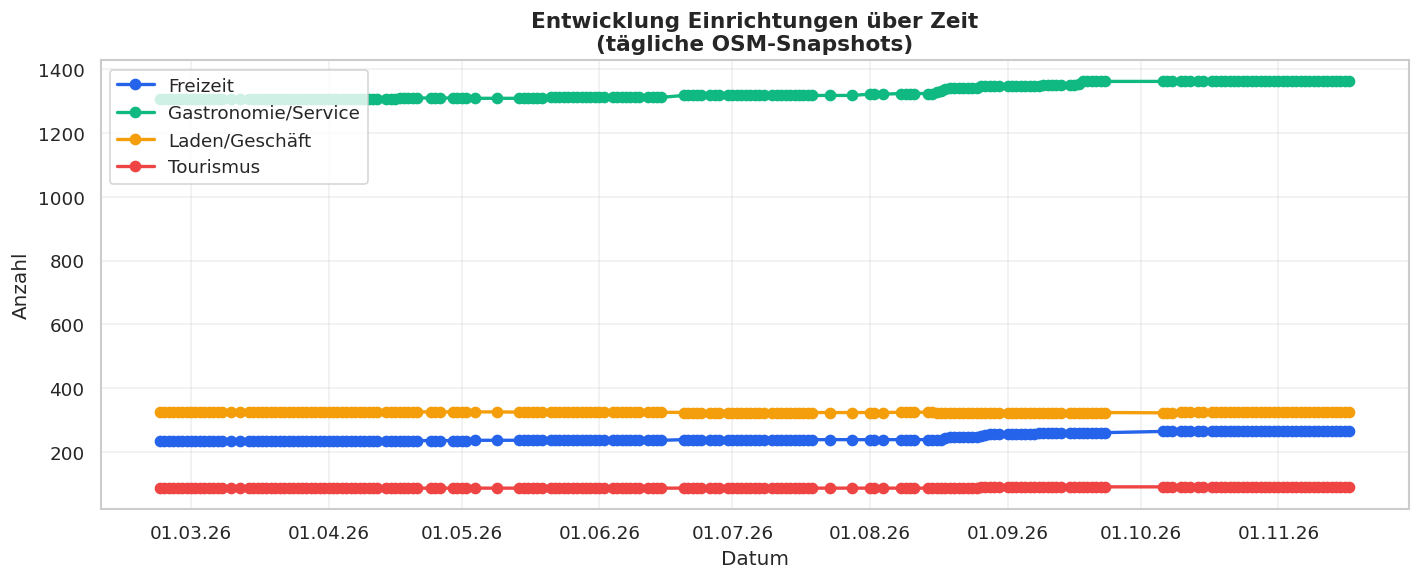 Entwicklung Einrichtungen über Zeit
(tägliche OSM-Snapshots)
Freizeit
Gastronomie/Service
Laden/Geschäft
Tourismus
Anzahl
1400
1200
1000
800
600
400
200
01.03.26
01.04.26
01.05.26
01.06.26
01.07.26
01.08.26
01.09.26
01.10.26
01.11.26
Datum